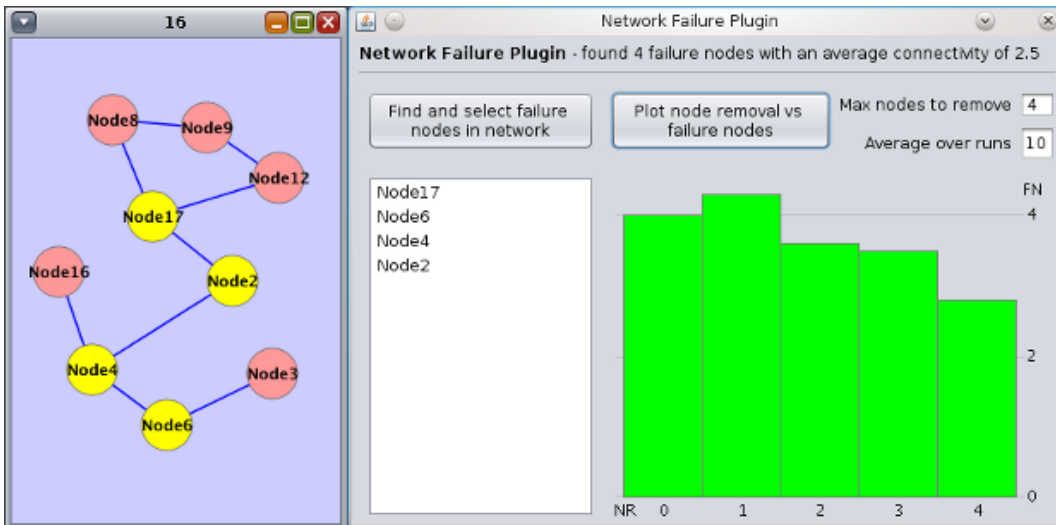 16
Node8
Node9
Node12
Node17
Node16
Node2
Node4
Node3
Node6
Network Failure Plugin
Network Failure Plugin - found 4 failure nodes with an average connectivity of 2.5
Find and select failure
nodes in network
Plot node removal vs
failure nodes
Max nodes to remove 4
Average over runs 10
Node17
Node6
Node4
Node2
FN
4
2
0
NR 0 1 2 3 4